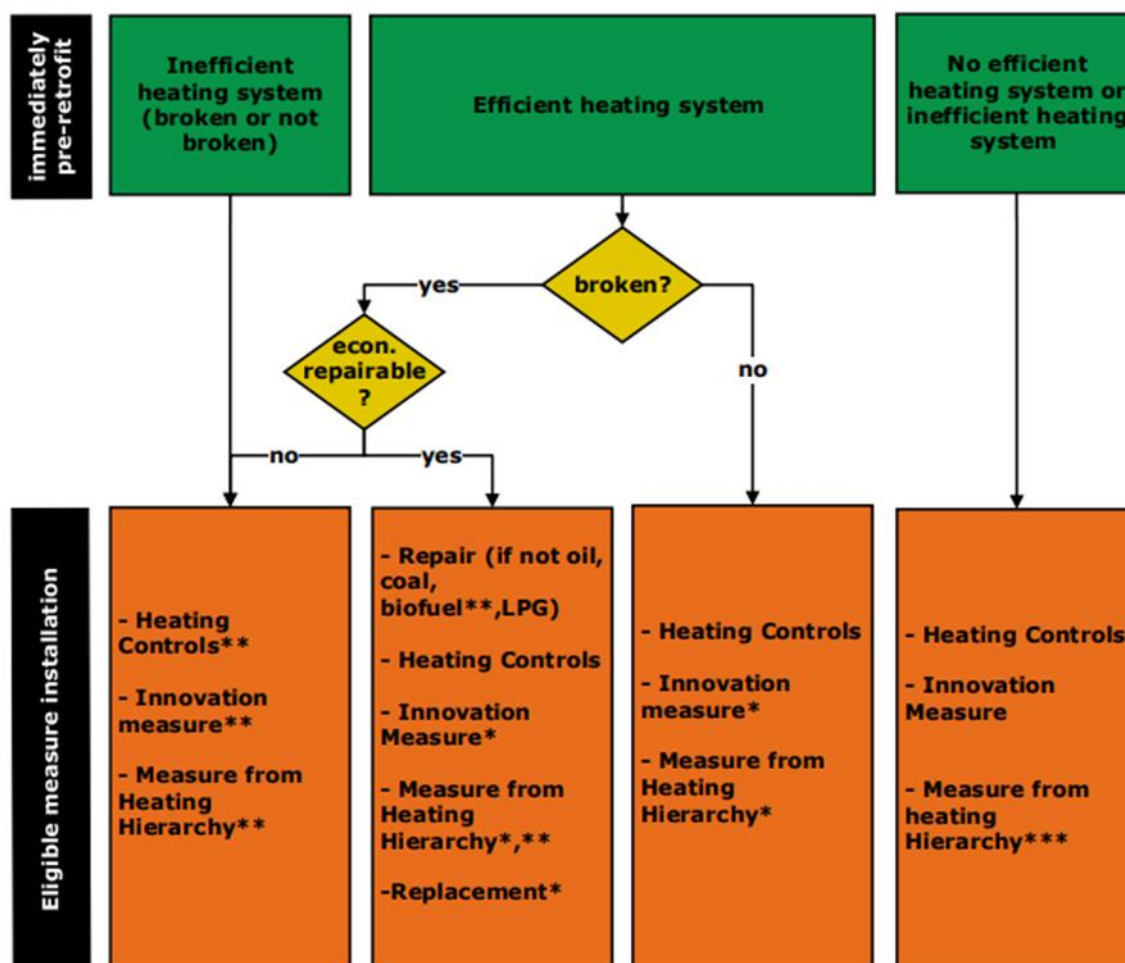 immediately
pre-retrofit
Inefficient
heating system
(broken or not
broken)
Efficient heating system
No efficient
heating system or
inefficient heating
system
broken?
yes
no
econ.
repairable
?
no
yes
Eligible measure installation
- Heating
Controls**
- Innovation
measure**
- Measure from
Heating
Hierarchy**
- Repair (if not oil,
coal,
biofuel**,LPG)
- Heating Controls
- Innovation
Measure*
- Measure from
Heating
Hierarchy*,**
-Replacement*
- Heating Controls
- Innovation
measure*
- Measure from
Heating
Hierarchy*
- Heating Controls
- Innovation
Measure
- Measure from
heating
Hierarchy***